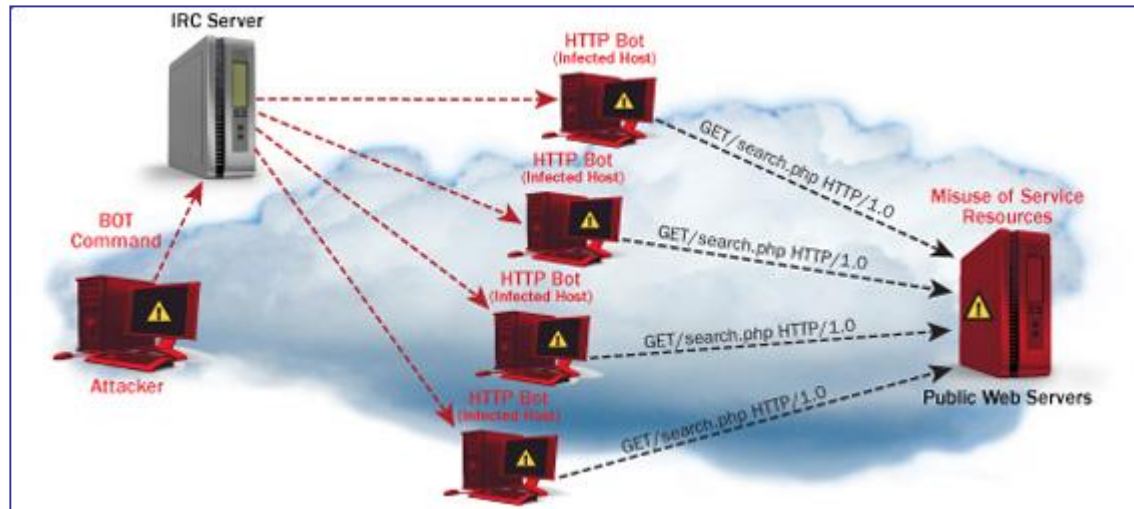 IRC Server
HTTP Bot
(Infected Host)
GET/search.php HTTP/1.0
HTTP Bot
(Infected Host)
Misuse of Service
Resources
BOT
Command
GET/search.php HTTP/1.0
HTTP Bot
(Infected Host)
GET/search.php HTTP/1.0
Attacker
HTTP Bot
(Infected Host)
Public Web Servers
GET/search.php HTTP/1.0